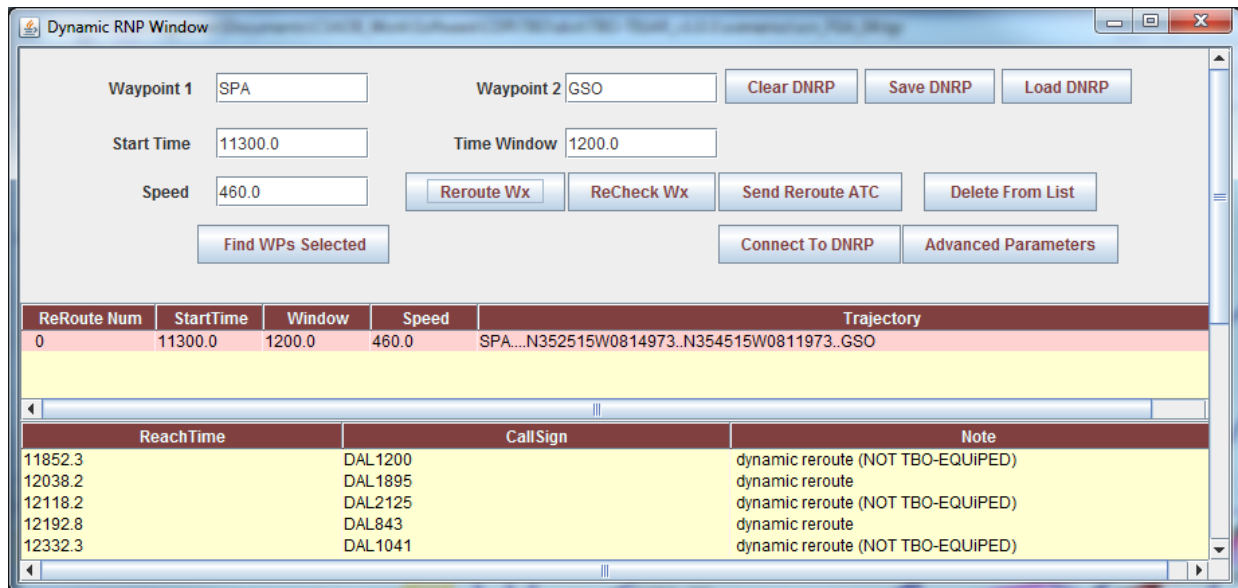 Dynamic RNP Window
Waypoint 1 SPA Waypoint 2 GSO Clear DNRP Save DNRP Load DNRP
Start Time 11300.0 Time Window 1200.0
Speed 460.0 Reroute Wx ReCheck Wx Send Reroute ATC Delete From List
Find WPs Selected Connect To DNRP Advanced Parameters
ReRoute Num StartTime Window Speed Trajectory
0 11300.0 1200.0 460.0 SPA....N352515W0814973..N354515W0811973..GSO
ReachTime CallSign Note
11852.3 DAL1200 dynamic reroute (NOT TBO-EQUiPED)
12038.2 DAL1895 dynamic reroute
12118.2 DAL2125 dynamic reroute (NOT TBO-EQUiPED)
12192.8 DAL843 dynamic reroute
12332.3 DAL1041 dynamic reroute (NOT TBO-EQUiPED)